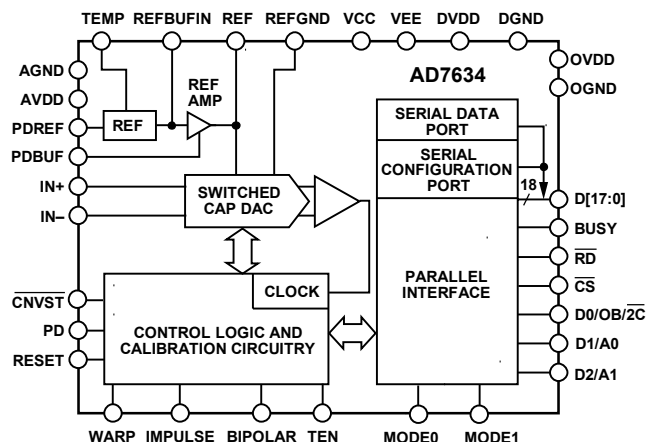 TEMP REFBUFIN REF REFGND VCC VEE DVDD DGND
AGND
AVDD
PDREF
PDBUF
IN+
IN–
CNVST
PD
RESET
OVDD
OGND
AD7634
REF
AMP
REF
SWITCHED
CAP DAC
CLOCK
CONTROL LOGIC AND
CALIBRATION CIRCUITRY
SERIAL DATA
PORT
SERIAL
CONFIGURATION
PORT
18
PARALLEL
INTERFACE
D[17:0]
BUSY
RD
CS
D0/OB/2C
D1/A0
D2/A1
WARP IMPULSE BIPOLAR TEN MODE0 MODE1